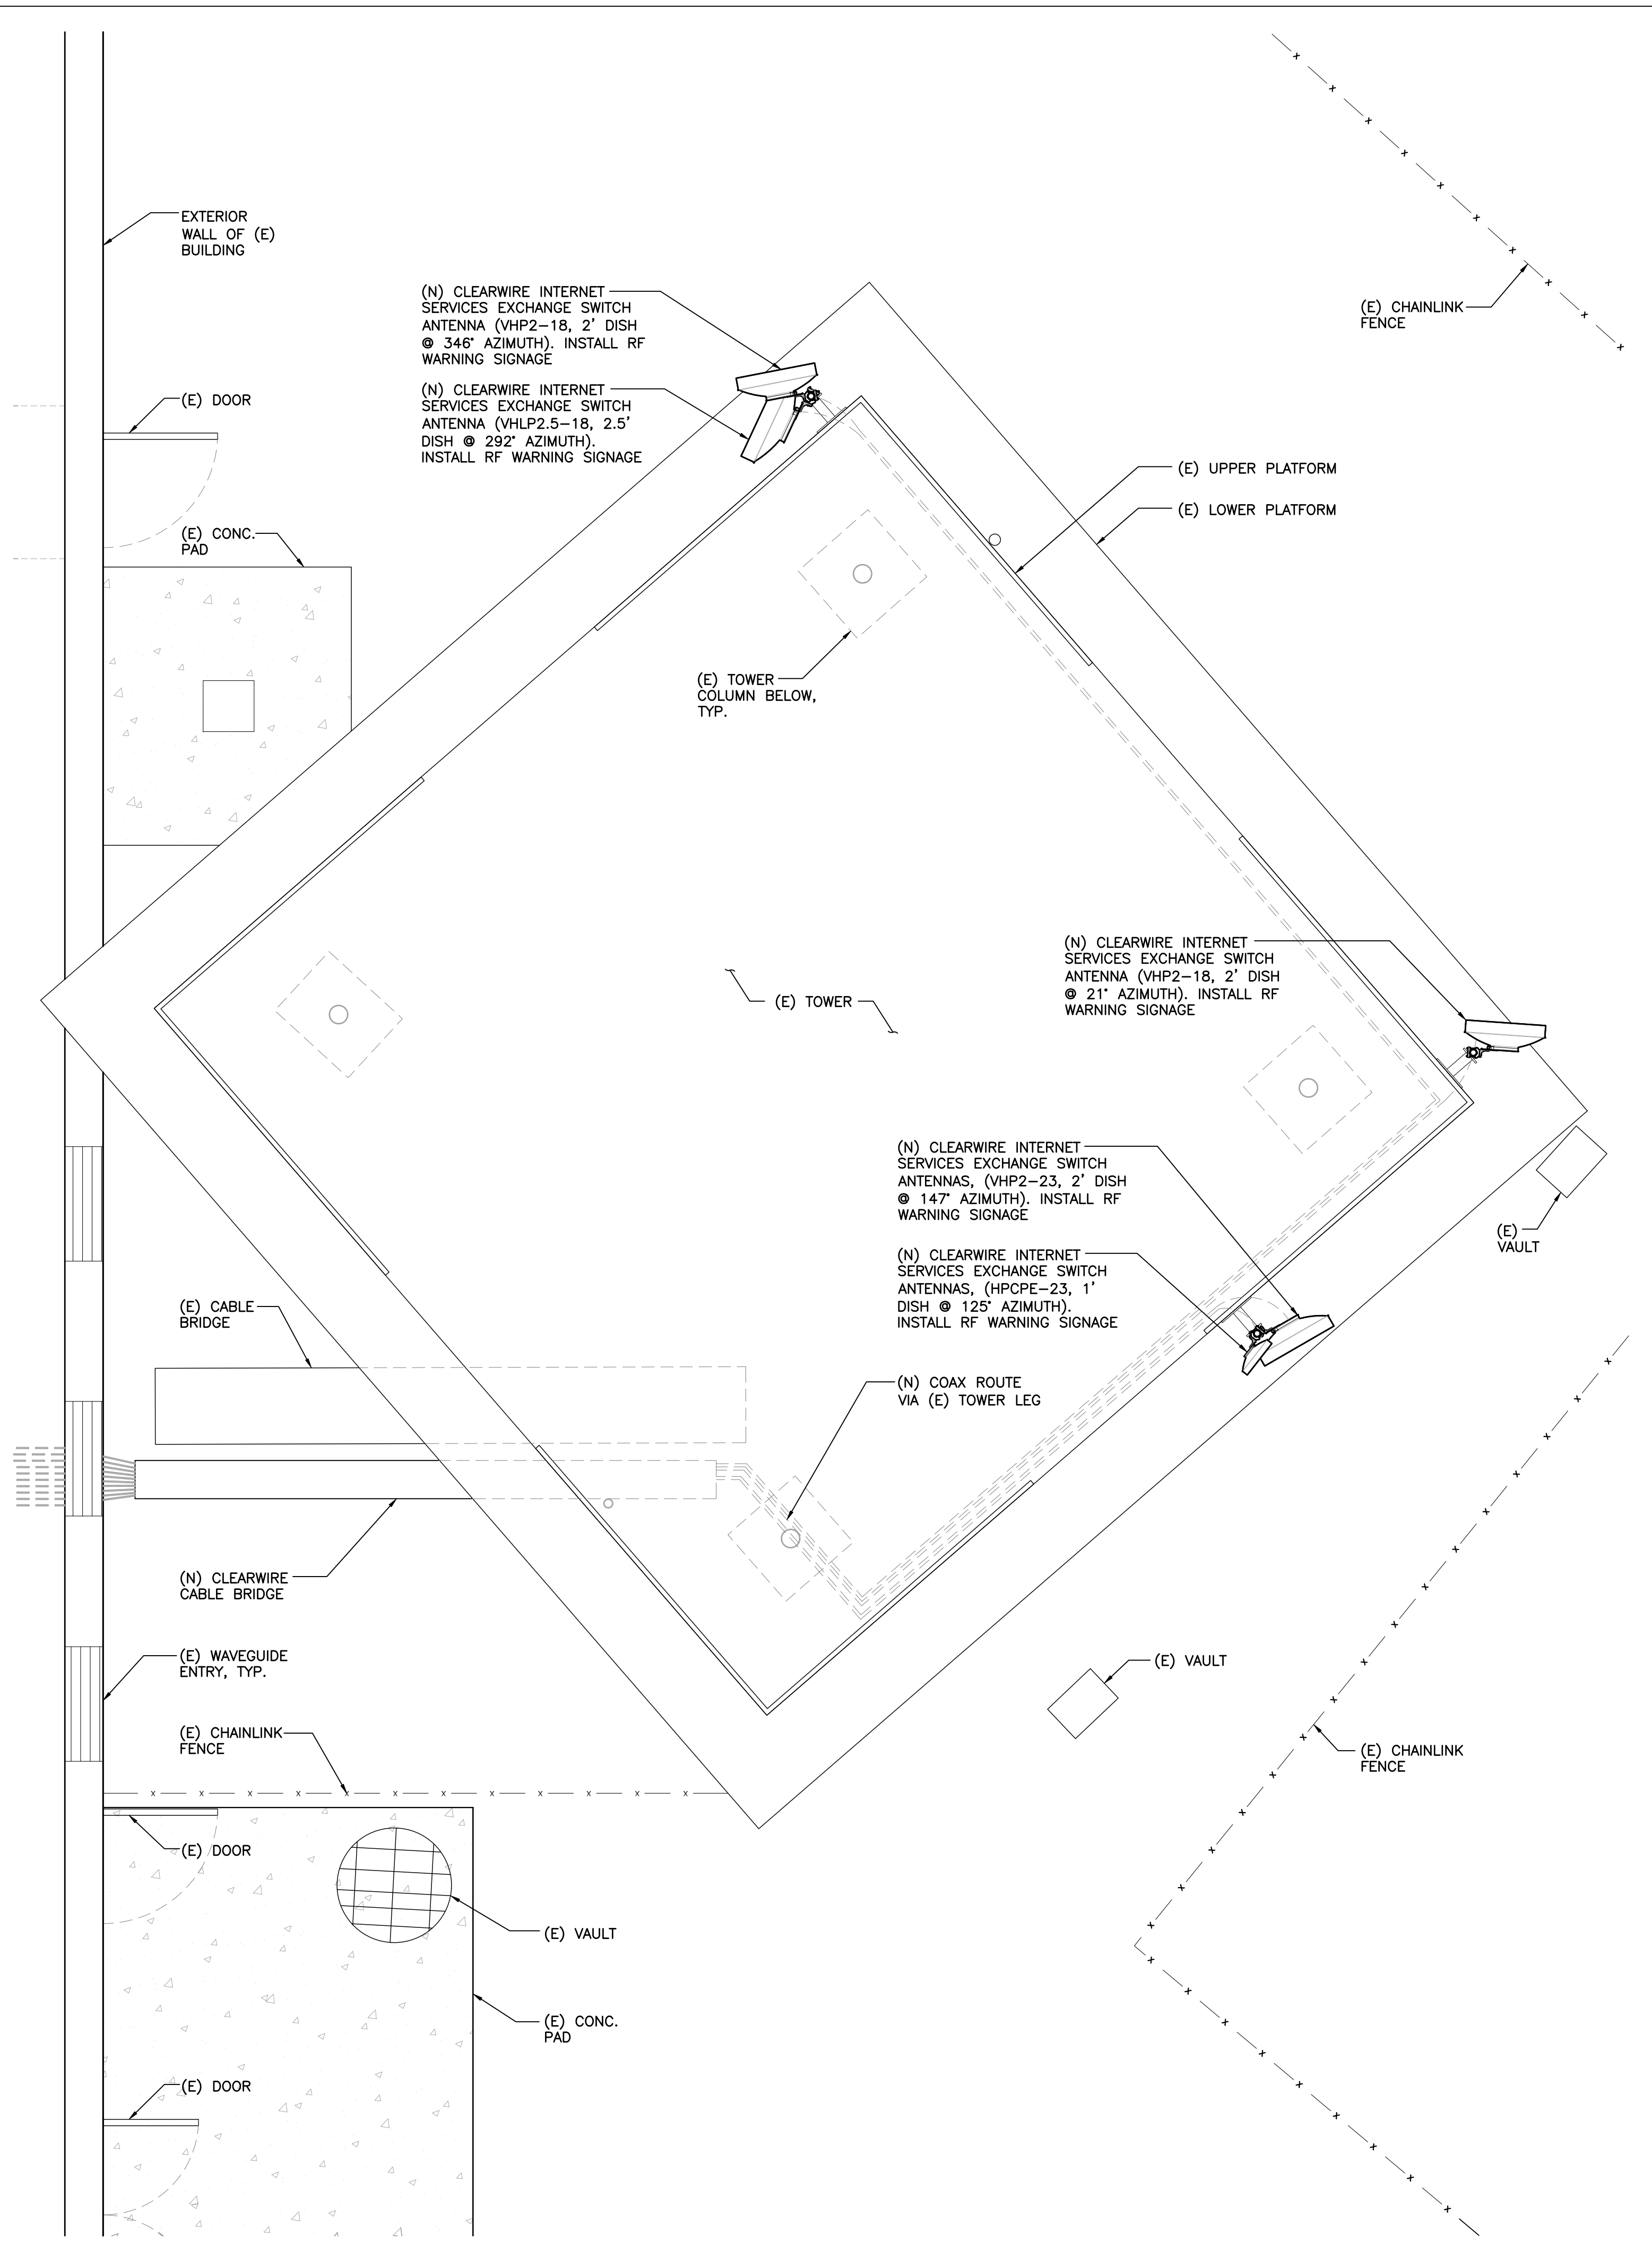 EXTERIOR
WALL OF (E)
BUILDING
(N) CLEARWIRE INTERNET
SERVICES EXCHANGE SWITCH
ANTENNA (VHP2-18, 2' DISH
@ 346° AZIMUTH). INSTALL RF
WARNING SIGNAGE
(E) CHAINLINK
FENCE
(E) DOOR
(N) CLEARWIRE INTERNET
SERVICES EXCHANGE SWITCH
ANTENNA (VHLP2.5-18, 2.5'
DISH @ 292° AZIMUTH).
INSTALL RF WARNING SIGNAGE
(E) UPPER PLATFORM
(E) LOWER PLATFORM
(E) CONC.
PAD
(E) TOWER
COLUMN BELOW,
TYP.
(N) CLEARWIRE INTERNET
SERVICES EXCHANGE SWITCH
ANTENNA (VHP2-18, 2' DISH
@ 21° AZIMUTH). INSTALL RF
WARNING SIGNAGE
(E) TOWER
(N) CLEARWIRE INTERNET
SERVICES EXCHANGE SWITCH
ANTENNAS, (VHP2-23, 2' DISH
@ 147° AZIMUTH). INSTALL RF
WARNING SIGNAGE
(E)
VAULT
(N) CLEARWIRE INTERNET
SERVICES EXCHANGE SWITCH
ANTENNAS, (HPCPE-23, 1'
DISH @ 125° AZIMUTH).
INSTALL RF WARNING SIGNAGE
(E) CABLE
BRIDGE
(N) COAX ROUTE
VIA (E) TOWER LEG
(N) CLEARWIRE
CABLE BRIDGE
(E) WAVEGUIDE
ENTRY, TYP.
(E) VAULT
(E) CHAINLINK
FENCE
(E) CHAINLINK
FENCE
(E) DOOR
(E) VAULT
(E) CONC.
PAD
(E) DOOR